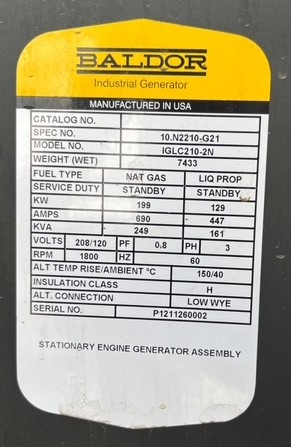 BALDOR
Industrial Generator
MANUFACTURED IN USA
CATALOG NO.
SPEC NO. 10.N2210-G21
MODEL NO. IGLC210-2N
WEIGHT (WET) 7433
FUEL TYPE NAT GAS LIQ PROP
SERVICE DUTY STANDBY STANDBY
KW 199 129
AMPS 690 447
KVA 249 161
VOLTS 208/120 PF 0.8 PH 3
RPM 1800 HZ 60
ALT TEMP RISE/AMBIENT °C 150/40
INSULATION CLASS H
ALT. CONNECTION LOW WYE
SERIAL NO. P1211260002
STATIONARY ENGINE GENERATOR ASSEMBLY